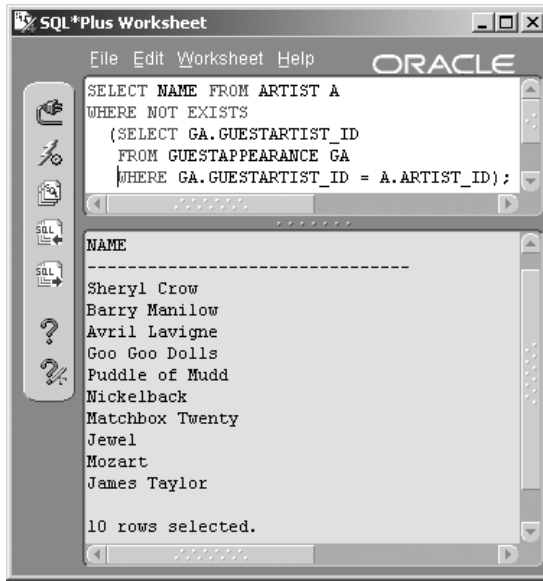 SQL*Plus Worksheet
File Edit Worksheet Help
ORACLE
SELECT NAME FROM ARTIST A
WHERE NOT EXISTS
(SELECT GA.GUESTARTIST_ID
FROM GUESTAPPEARANCE GA
WHERE GA.GUESTARTIST_ID = A.ARTIST_ID);
SQL
SQL
NAME
--------------------------------
Sheryl Crow
Barry Manilow
Avril Lavigne
Goo Goo Dolls
Puddle of Mudd
Nickelback
Matchbox Twenty
Jewel
Mozart
James Taylor
10 rows selected.